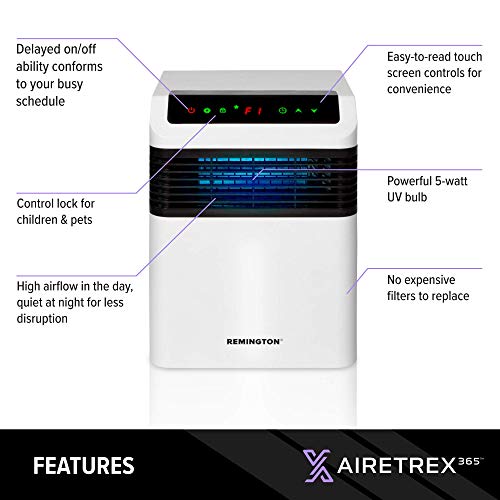 Delayed on/off
ability conforms
to your busy
schedule
Easy-to-read touch
screen controls for
convenience
F1
Control lock for
children & pets
Powerful 5-watt
UV bulb
High airflow in the day,
quiet at night for less
disruption
No expensive
filters to replace
REMINGTON®
FEATURES
AIRETREX 365™